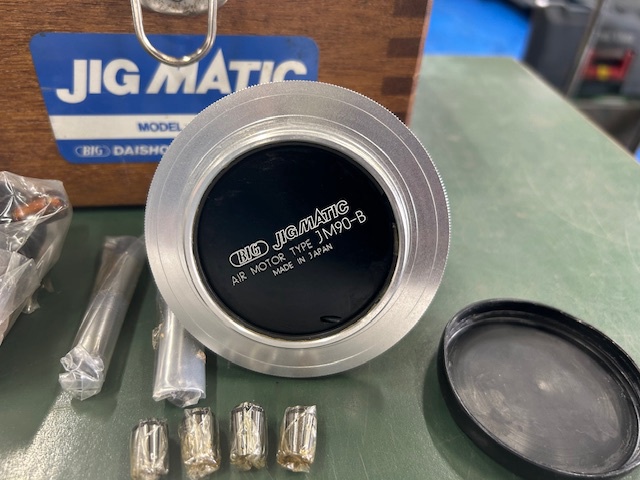 JIG MATIC
MODEL
BIG DAISHO
BIG JIGMATIC
AIR MOTOR TYPE JM90-B
MADE IN JAPAN